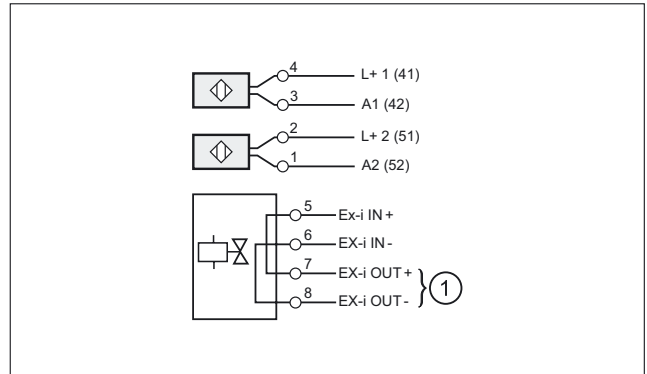 4 L+ 1 (41)
3 A1 (42)
2 L+ 2 (51)
1 A2 (52)
5 Ex-i IN+
6 EX-i IN-
7 EX-i OUT+
8 EX-i OUT-
1